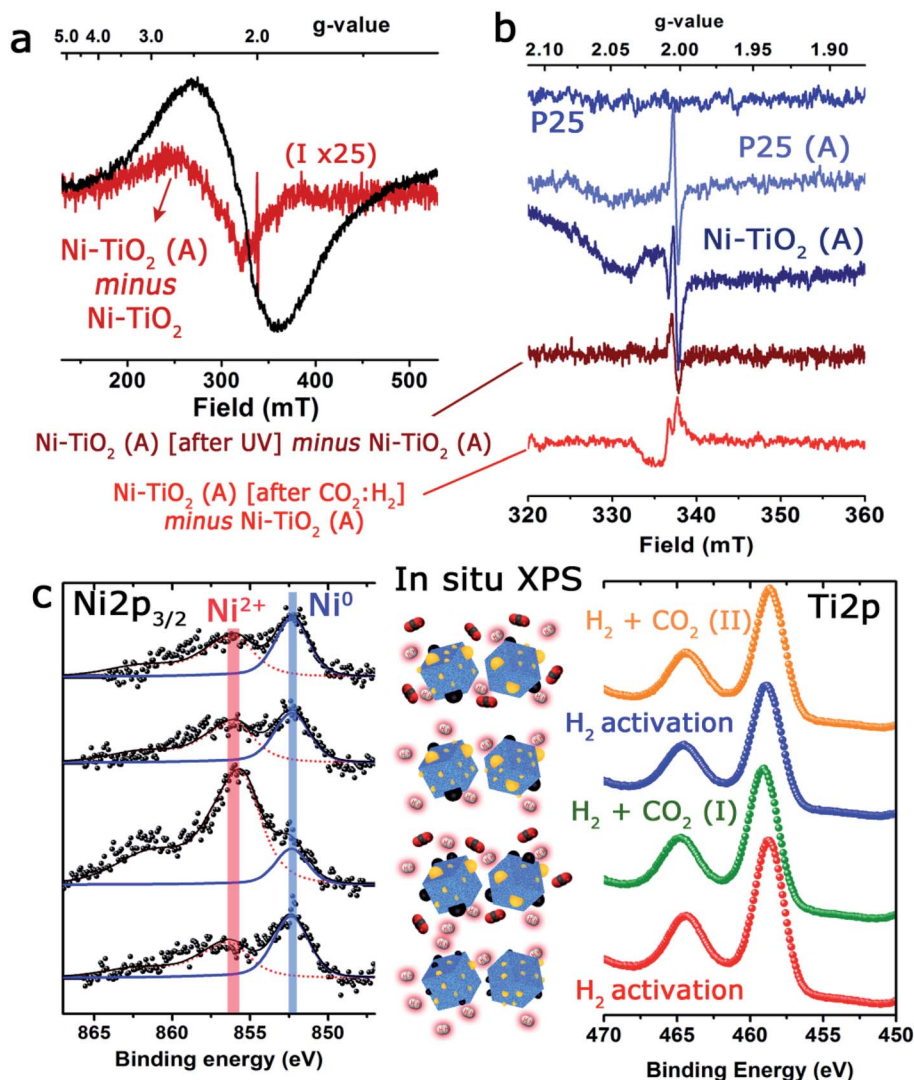 a
g-value
5.0 4.0 3.0 2.0
(I x25)
Ni-TiO₂ (A)
minus
Ni-TiO₂
200 300 400 500
Field (mT)
b
g-value
2.10 2.05 2.00 1.95 1.90
P25
P25 (A)
Ni-TiO₂ (A)
Ni-TiO₂ (A) [after UV] minus Ni-TiO₂ (A)
Ni-TiO₂ (A) [after CO₂:H₂]
minus Ni-TiO₂ (A)
320 330 340 350 360
Field (mT)
c
Ni2p3/2
Ni²⁺
Ni⁰
865 860 855 850
Binding energy (eV)
In situ XPS
Ti2p
H₂ + CO₂ (II)
H₂ activation
H₂ + CO₂ (I)
H₂ activation
470 465 460 455 450
Binding Energy (eV)